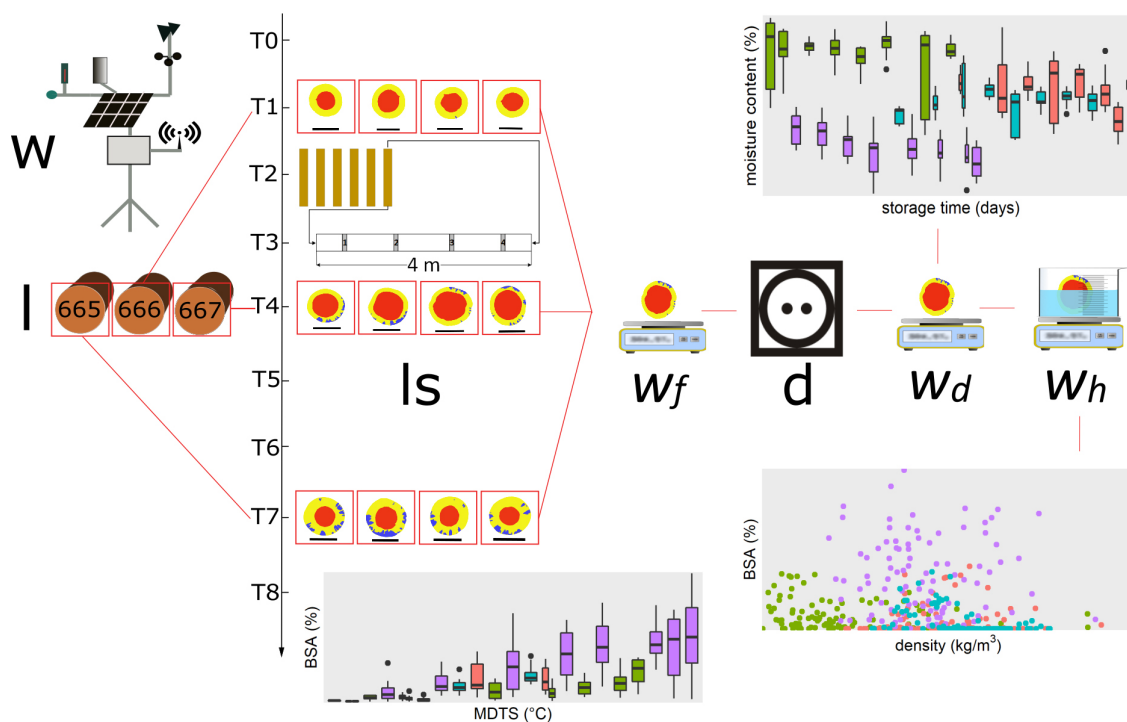 W
T0
T1
T2
T3
1 2 3 4
4 m
l
665 666 667
T4
T5
T6
T7
T8
ls
wf
d
wd
wh
moisture content (%)
storage time (days)
BSA (%)
density (kg/m³)
BSA (%)
MDTS (°C)